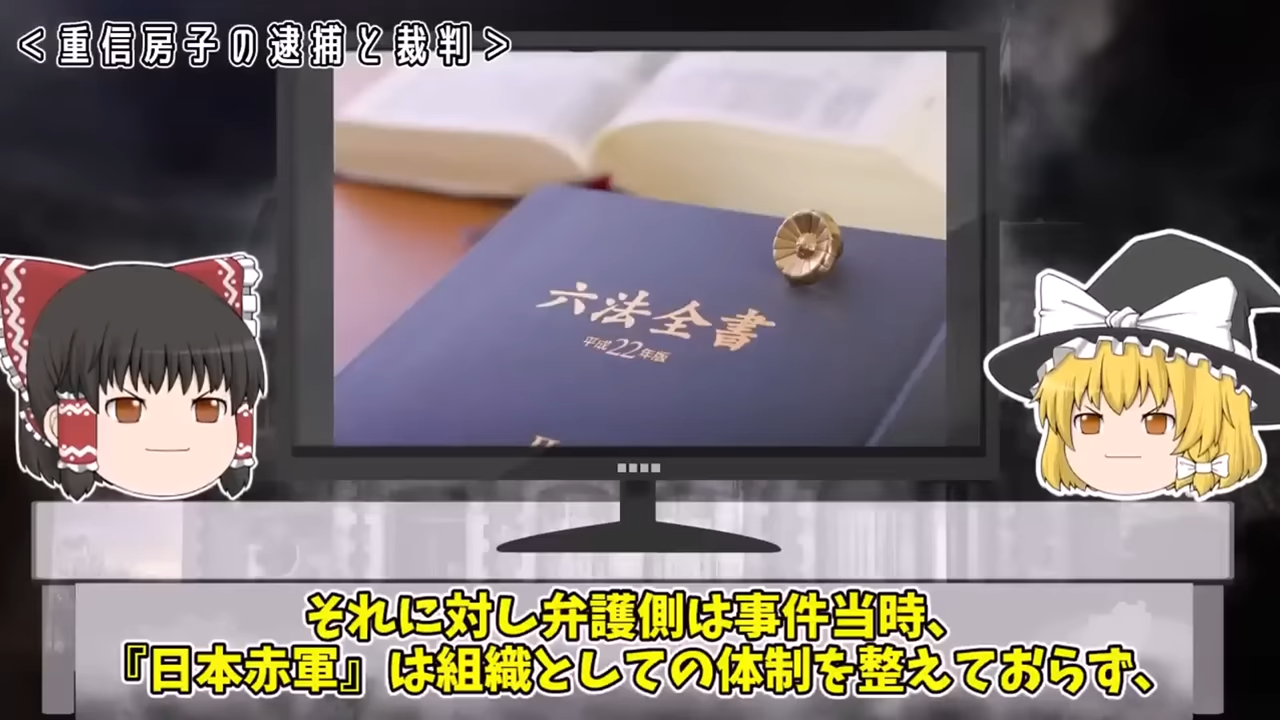 ＜重信房子の逮捕と裁判＞
六法全書
平成22年版
それに対し弁護側は事件当時、
『日本赤軍』は組織としての体制を整えておらず、